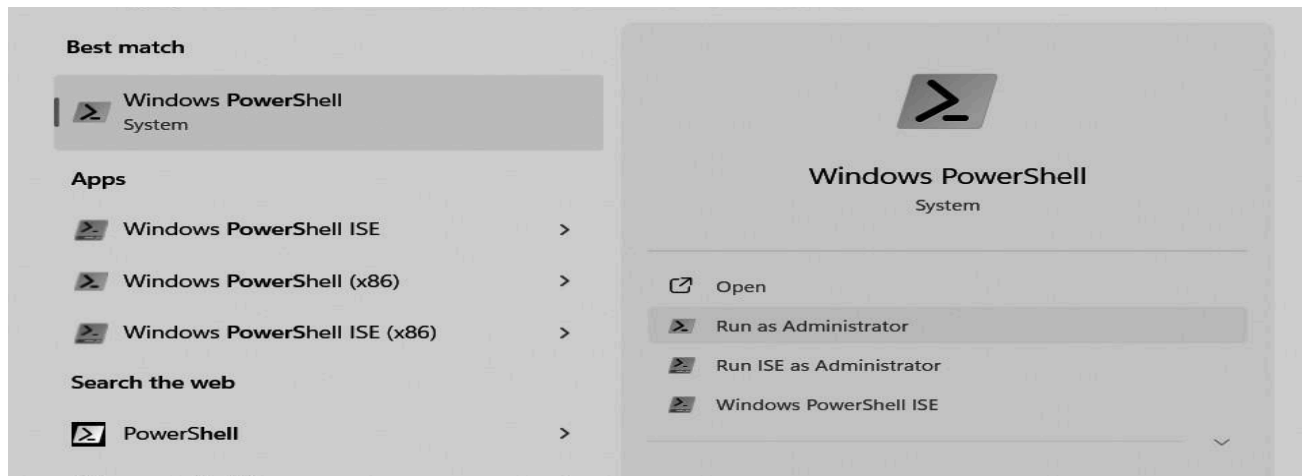 Best match
Windows PowerShell
System
Apps
Windows PowerShell ISE
Windows PowerShell (x86)
Windows PowerShell ISE (x86)
Search the web
PowerShell
Windows PowerShell
System
Open
Run as Administrator
Run ISE as Administrator
Windows PowerShell ISE